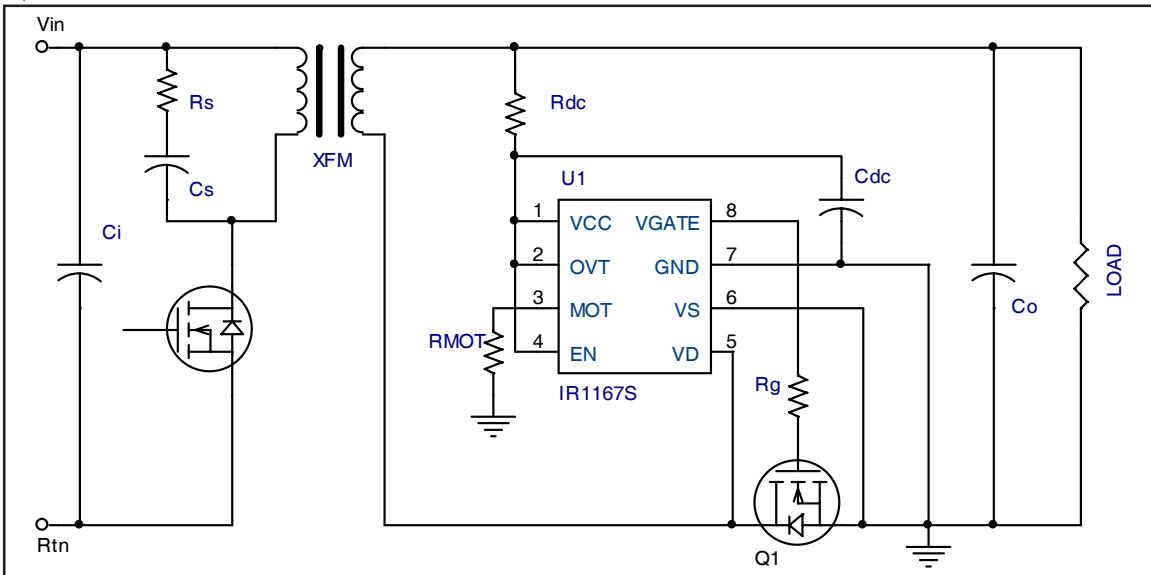 Vin
Rs
Cs
Ci
Rtn
XFM
Rdc
Cdc
U1
1 VCC VGATE 8
2 OVT GND 7
3 MOT VS 6
4 EN VD 5
IR1167S
RMOT
Rg
Q1
Co
LOAD